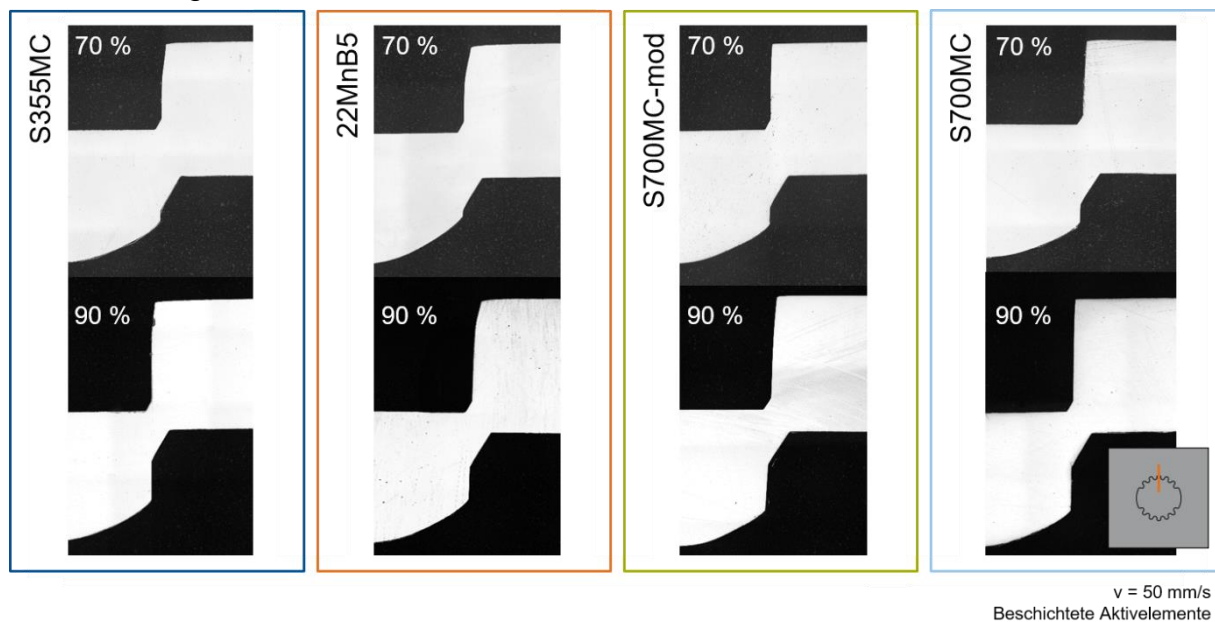 S355MC
70 %
90 %
22MnB5
70 %
90 %
S700MC-mod
70 %
90 %
S700MC
70 %
90 %
v = 50 mm/s
Beschichtete Aktivelemente